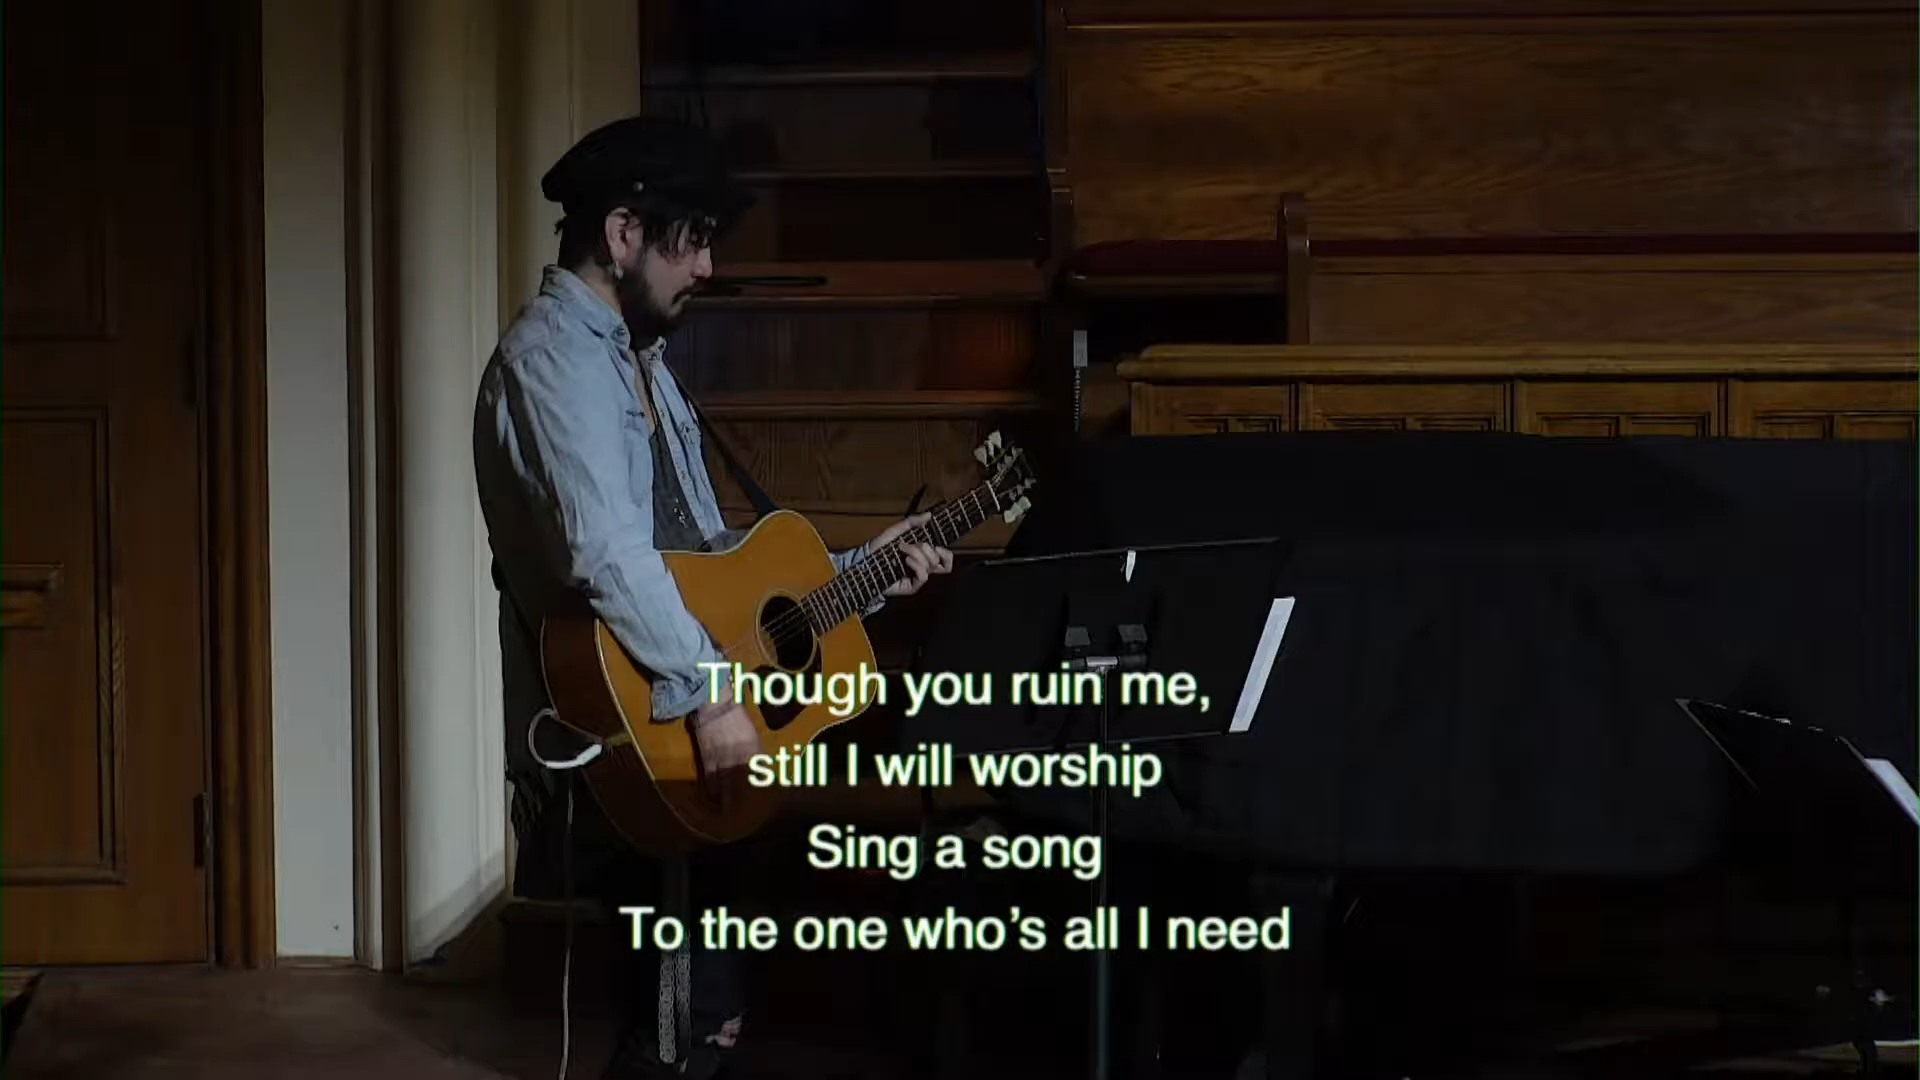 Though you ruin me,
still I will worship
Sing a song
To the one who’s all I need